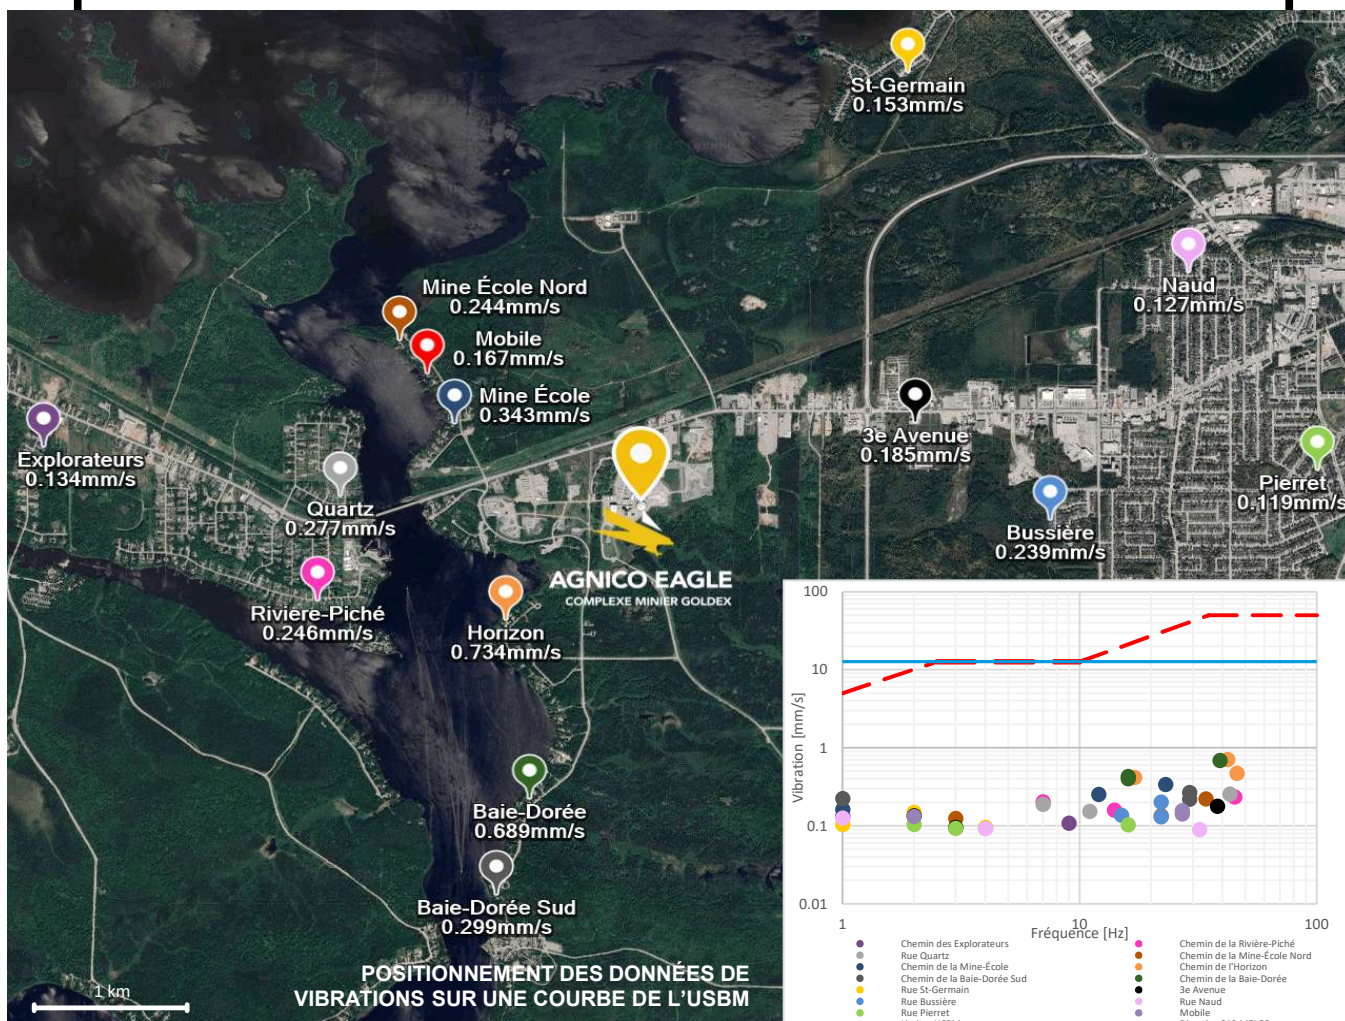 St-Germain
0.153mm/s
Naud
0.127mm/s
Mine École Nord
0.244mm/s
Mobile
0.167mm/s
Mine École
0.343mm/s
3e Avenue
0.185mm/s
Explorateurs
0.134mm/s
Quartz
0.277mm/s
Pierret
0.119mm/s
Bussière
0.239mm/s
AGNICO EAGLE
COMPLEXE MINIER GOLDEX
Riviere-Piché
0.246mm/s
Horizon
0.734mm/s
Baie-Dorée
0.689mm/s
Baie-Dorée Sud
0.299mm/s
POSITIONNEMENT DES DONNÉES DE
VIBRATIONS SUR UNE COURBE DE L'USBM
1 km
100
10
1
0.1
0.01
Vibration [mm/s]
1 10 100
Fréquence [Hz]
Chemin des Explorateurs
Chemin de la Rivière-Piché
Rue Quartz
Chemin de la Mine-École Nord
Chemin de la Mine-École
Chemin de l'Horizon
Chemin de la Baie-Dorée Sud
Chemin de la Baie-Dorée
Rue St-Germain
3e Avenue
Rue Bussière
Rue Naud
Rue Pierret
Mobile